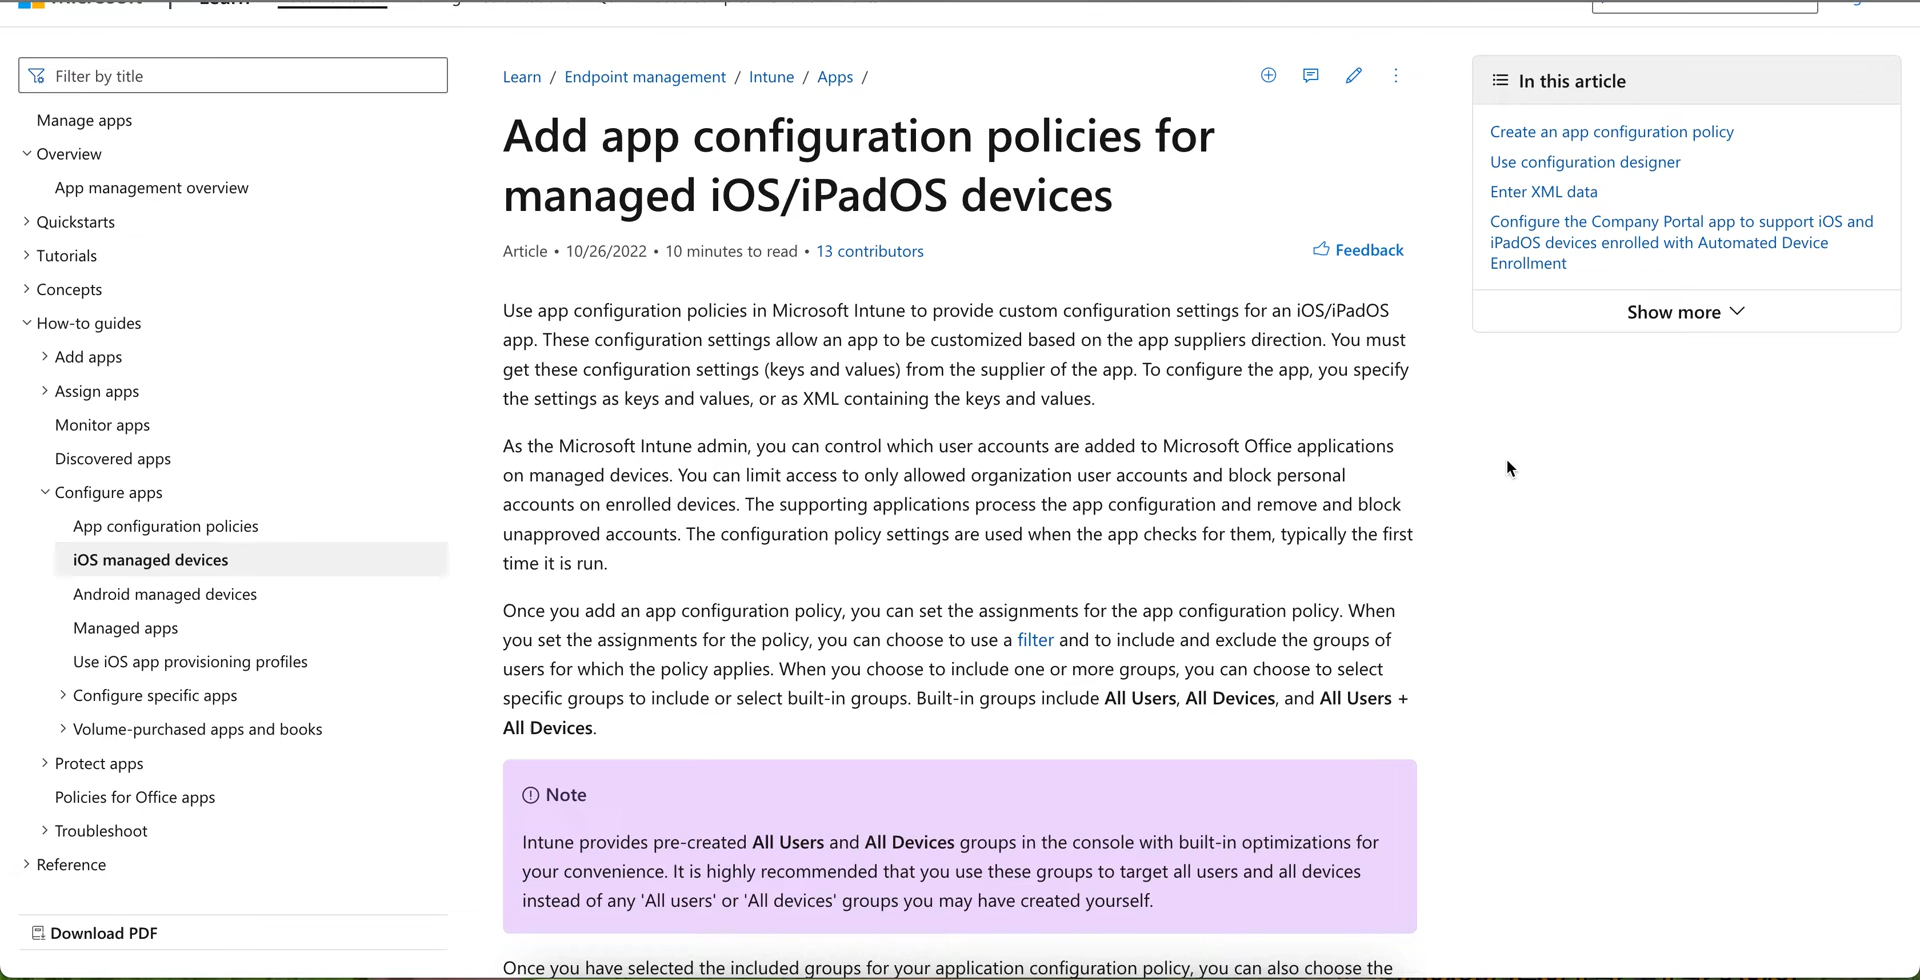 Filter by title
Manage apps
Overview
App management overview
Quickstarts
Tutorials
Concepts
How-to guides
Add apps
Assign apps
Monitor apps
Discovered apps
Configure apps
App configuration policies
iOS managed devices
Android managed devices
Managed apps
Use iOS app provisioning profiles
Configure specific apps
Volume-purchased apps and books
Protect apps
Policies for Office apps
Troubleshoot
Reference
Download PDF
Learn / Endpoint management / Intune / Apps /
Add app configuration policies for
managed iOS/iPadOS devices
Article • 10/26/2022 • 10 minutes to read • 13 contributors
Feedback
Use app configuration policies in Microsoft Intune to provide custom configuration settings for an iOS/iPadOS
app. These configuration settings allow an app to be customized based on the app suppliers direction. You must
get these configuration settings (keys and values) from the supplier of the app. To configure the app, you specify
the settings as keys and values, or as XML containing the keys and values.
As the Microsoft Intune admin, you can control which user accounts are added to Microsoft Office applications
on managed devices. You can limit access to only allowed organization user accounts and block personal
accounts on enrolled devices. The supporting applications process the app configuration and remove and block
unapproved accounts. The configuration policy settings are used when the app checks for them, typically the first
time it is run.
Once you add an app configuration policy, you can set the assignments for the app configuration policy. When
you set the assignments for the policy, you can choose to use a filter and to include and exclude the groups of
users for which the policy applies. When you choose to include one or more groups, you can choose to select
specific groups to include or select built-in groups. Built-in groups include All Users, All Devices, and All Users +
All Devices.
Note
Intune provides pre-created All Users and All Devices groups in the console with built-in optimizations for
your convenience. It is highly recommended that you use these groups to target all users and all devices
instead of any 'All users' or 'All devices' groups you may have created yourself.
Once you have selected the included groups for your application configuration policy, you can also choose the
In this article
Create an app configuration policy
Use configuration designer
Enter XML data
Configure the Company Portal app to support iOS and
iPadOS devices enrolled with Automated Device
Enrollment
Show more